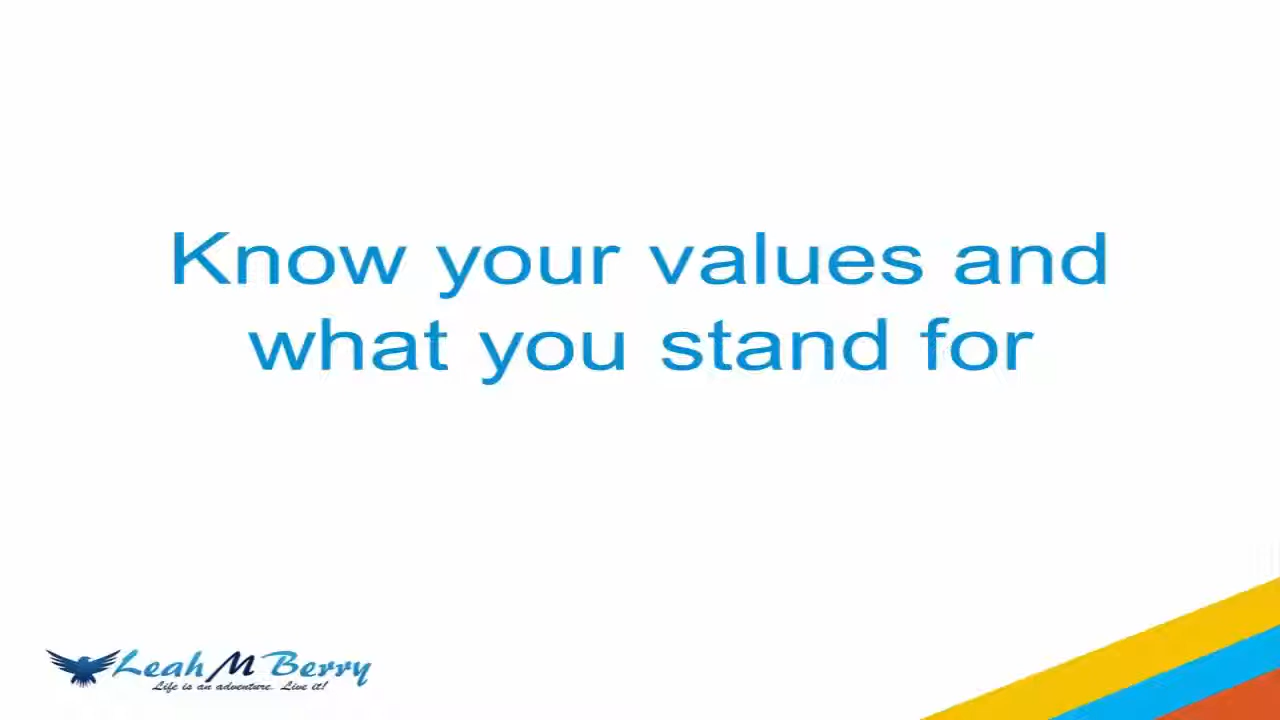 Know your values and
what you stand for
Leah M Berry
Life is an adventure. Live it!